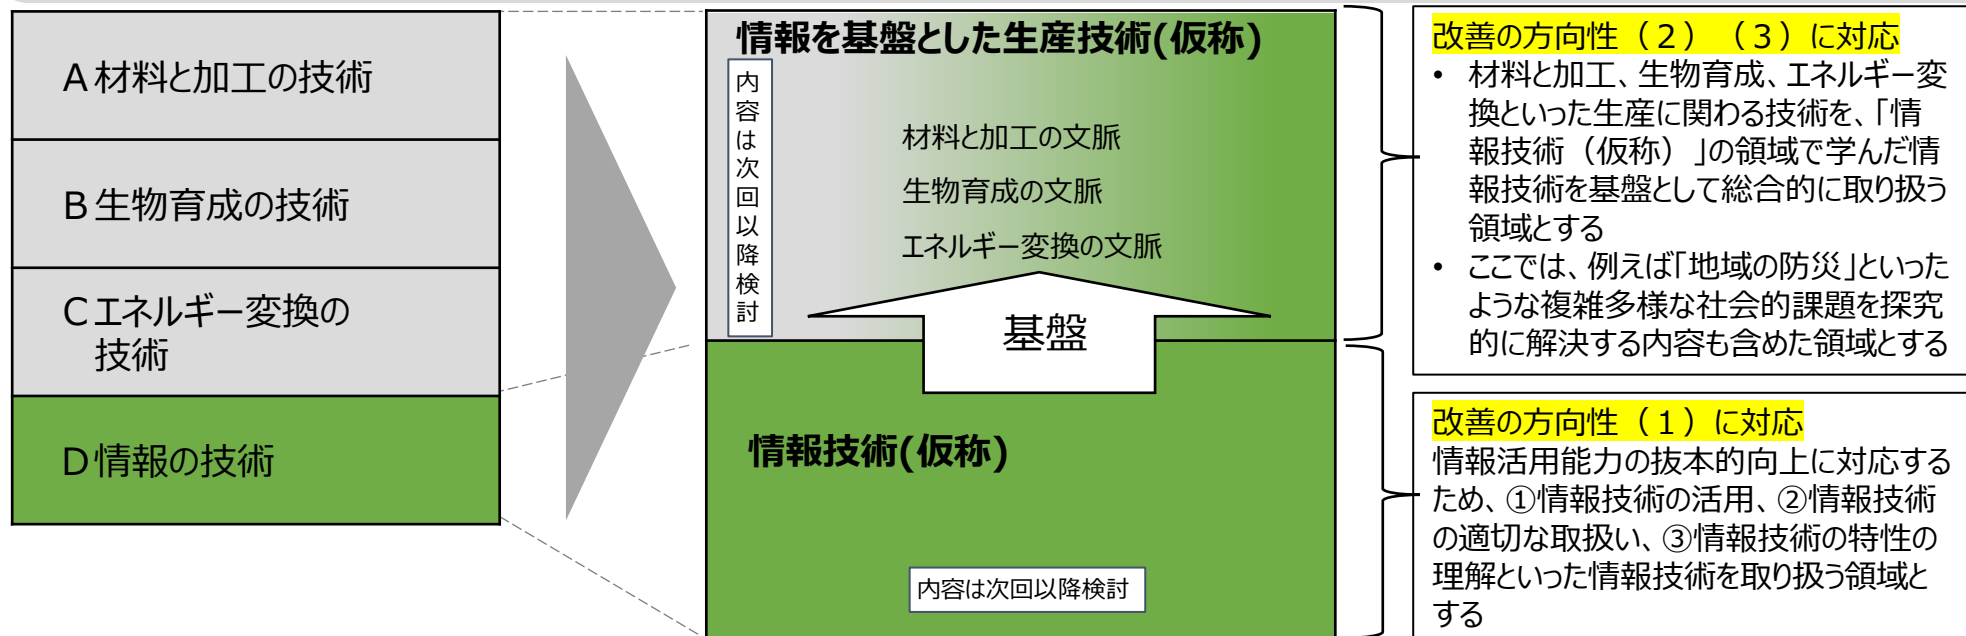 A 材料と加工の技術
B 生物育成の技術
C エネルギー変換の
技術
D 情報の技術
情報を基盤とした生産技術(仮称)
内容は次回以降検討
材料と加工の文脈
生物育成の文脈
エネルギー変換の文脈
基盤
情報技術(仮称)
内容は次回以降検討
改善の方向性（２）（３）に対応
• 材料と加工、生物育成、エネルギー変
換といった生産に関わる技術を、「情
報技術（仮称）」の領域で学んだ情
報技術を基盤として総合的に取り扱う
領域とする
• ここでは、例えば「地域の防災」といった
ような複雑多様な社会的課題を探究
的に解決する内容も含めた領域とする
改善の方向性（１）に対応
情報活用能力の抜本的向上に対応する
ため、①情報技術の活用、②情報技術
の適切な取扱い、③情報技術の特性の
理解といった情報技術を取り扱う領域と
する